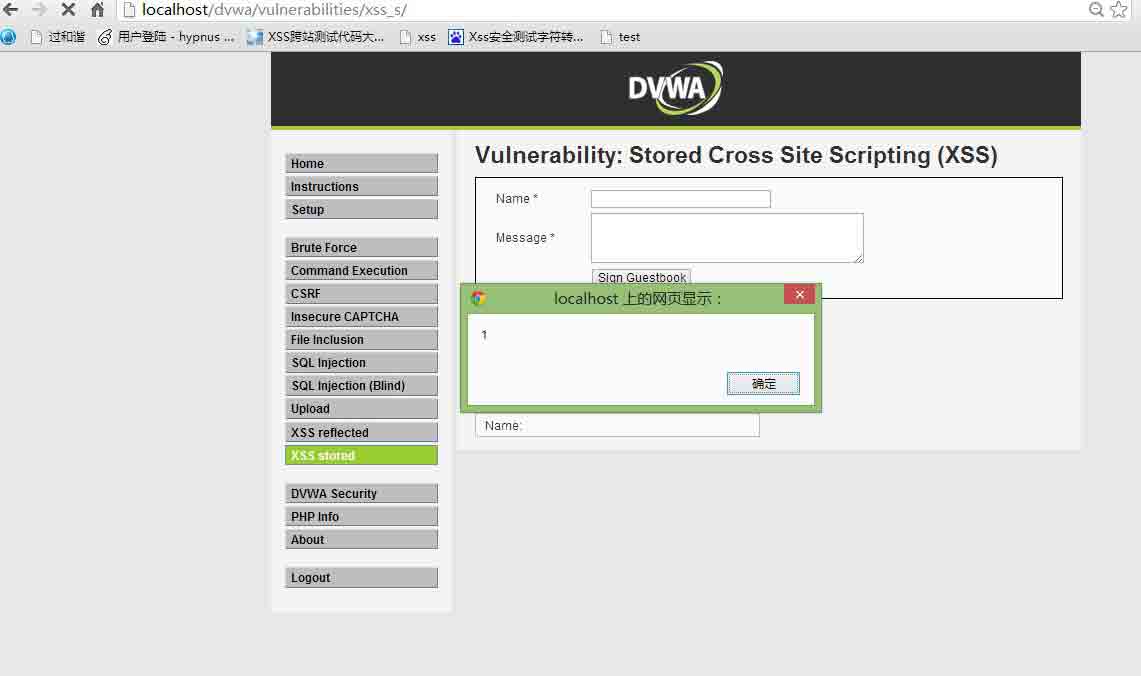 localhost/dvwa/vulnerabilities/xss_s/
过和谐 用户登陆 - hypnus ... XSS跨站测试代码大... xss Xss安全测试字符转... test
DVWA
Home
Instructions
Setup
Brute Force
Command Execution
CSRF
Insecure CAPTCHA
File Inclusion
SQL Injection
SQL Injection (Blind)
Upload
XSS reflected
XSS stored
DVWA Security
PHP Info
About
Logout
Vulnerability: Stored Cross Site Scripting (XSS)
Name *
Message *
Sign Guestbook
localhost 上的网页显示：
1
确定
Name: